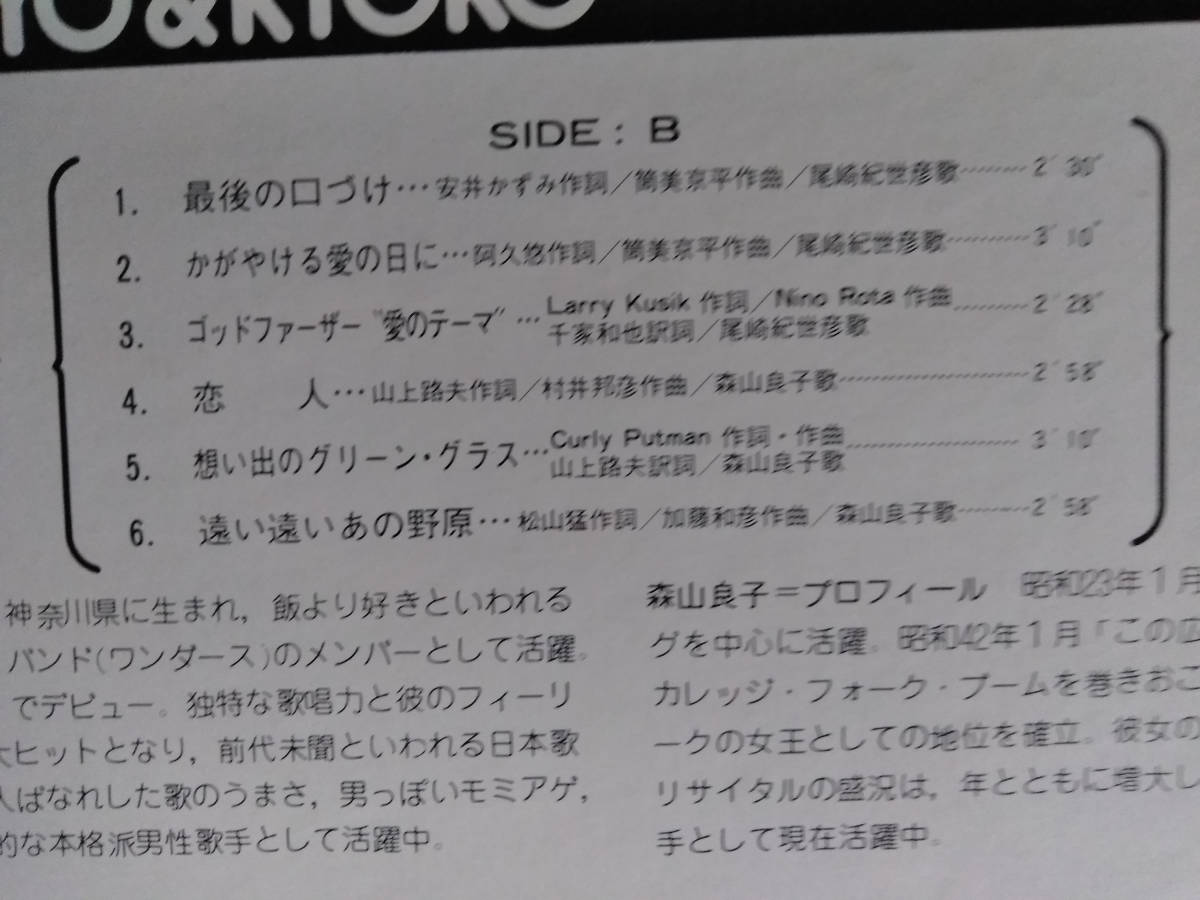 YO&KYOKO
SIDE : B
1. 最後の口づけ…安井かずみ作詞/筒美京平作曲/尾崎紀世彦歌………2′30″
2. かがやける愛の日に…阿久悠作詞/筒美京平作曲/尾崎紀世彦歌………3′10″
3. ゴッドファーザー "愛のテーマ" …Larry Kusik 作詞/Nino Rota 作曲………2′28″
千家和也訳詞/尾崎紀世彦歌
4. 恋 人…山上路夫作詞/村井邦彦作曲/森山良子歌………2′58″
5. 想い出のグリーン・グラス…Curly Putman 作詞・作曲………3′10″
山上路夫訳詞/森山良子歌
6. 遠い遠いあの野原…松山猛作詞/加藤和彦作曲/森山良子歌………2′58″
神奈川県に生まれ,飯より好きといわれる
バンド(ワンダース)のメンバーとして活躍。
でデビュー。独特な歌唱力と彼のフィーリ
大ヒットとなり,前代未聞といわれる日本歌
人ばなれした歌のうまさ,男っぽいモミアゲ,
的な本格派男性歌手として活躍中。
森山良子=プロフィール 昭和23年1月
グを中心に活躍。昭和42年1月「この広
カレッジ・フォーク・ブームを巻きおこ
ークの女王としての地位を確立。彼女の
リサイタルの盛況は,年とともに増大し
手として現在活躍中。